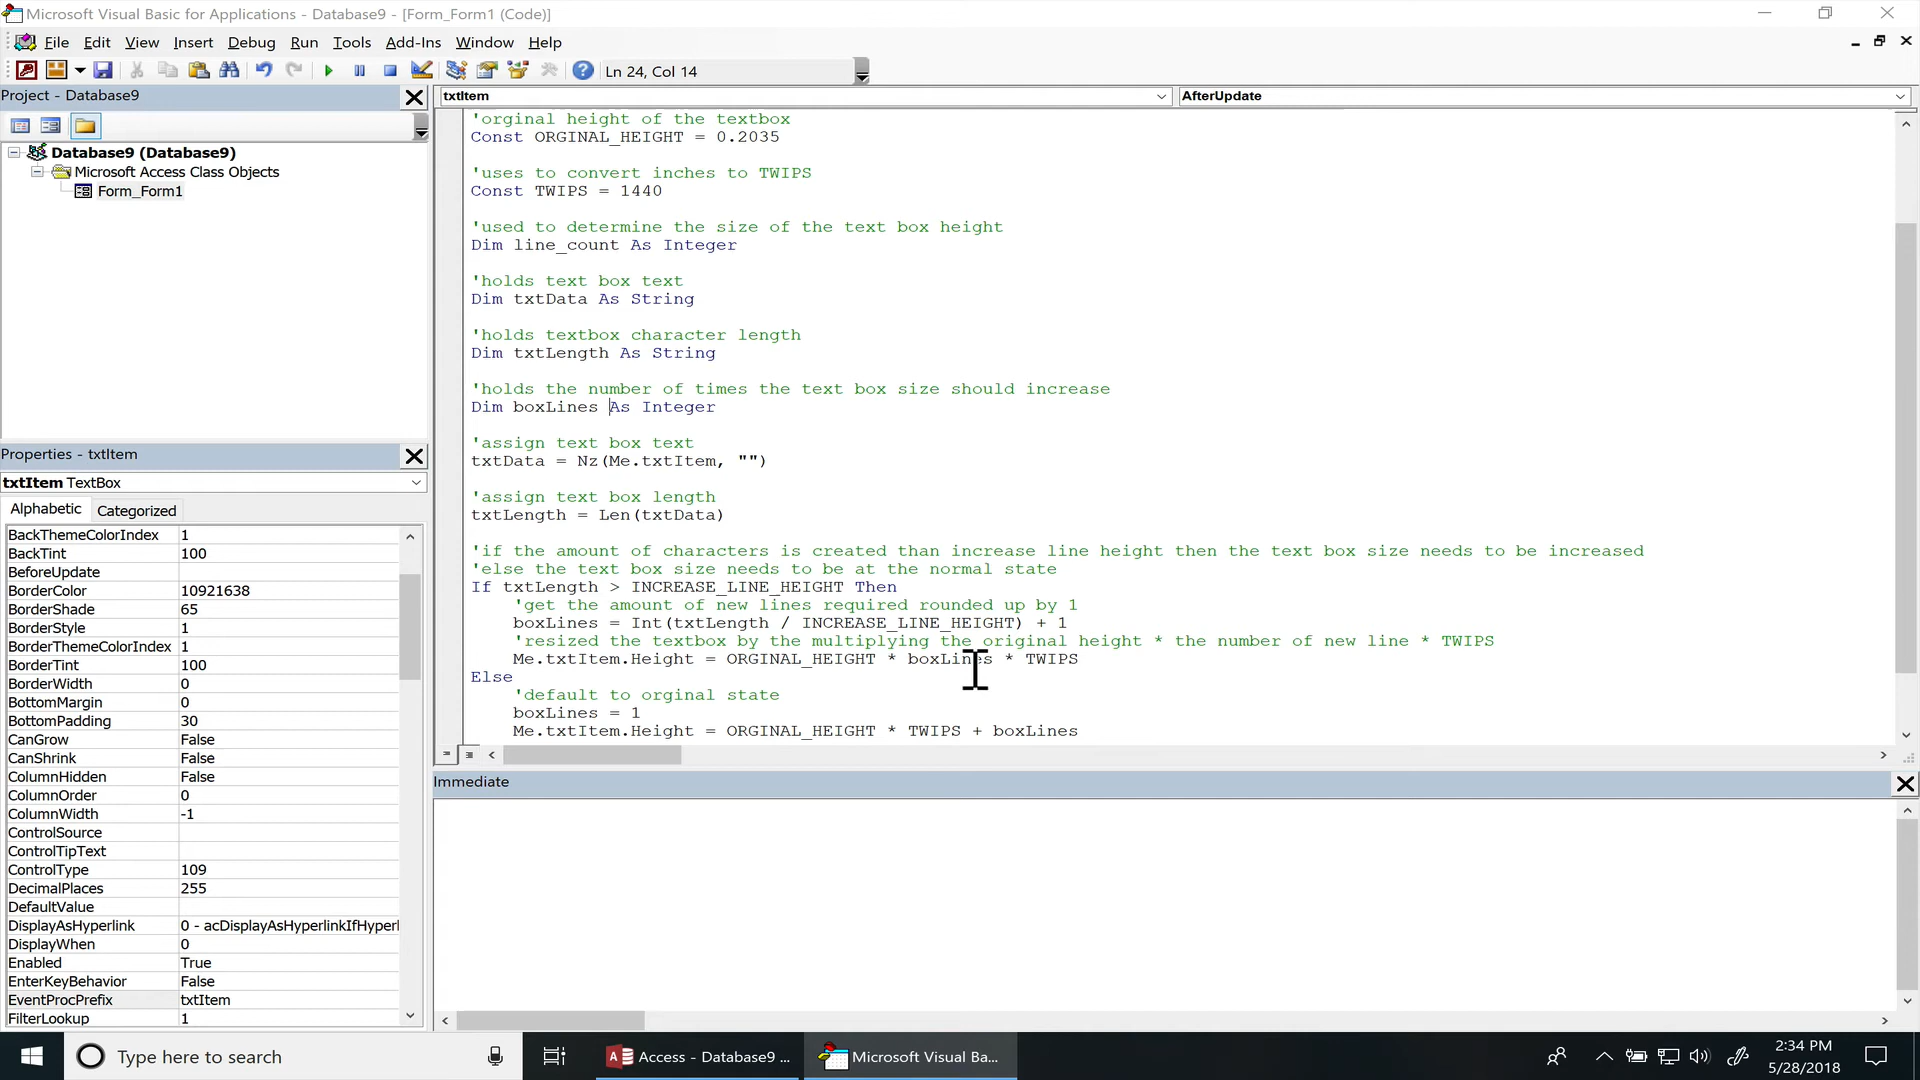 Microsoft Visual Basic for Applications - Database9 - [Form_Form1 (Code)]
File Edit View Insert Debug Run Tools Add-Ins Window Help
Ln 24, Col 14
Project - Database9
Database9 (Database9)
Microsoft Access Class Objects
Form_Form1
Properties - txtItem
txtItem TextBox
Alphabetic Categorized
BackThemeColorIndex 1
BackTint 100
BeforeUpdate
BorderColor 10921638
BorderShade 65
BorderStyle 1
BorderThemeColorIndex 1
BorderTint 100
BorderWidth 0
BottomMargin 0
BottomPadding 30
CanGrow False
CanShrink False
ColumnHidden False
ColumnOrder 0
ColumnWidth -1
ControlSource
ControlTipText
ControlType 109
DecimalPlaces 255
DefaultValue
DisplayAsHyperlink 0 - acDisplayAsHyperlinkIfHyperl
DisplayWhen 0
Enabled True
EnterKeyBehavior False
EventProcPrefix txtItem
FilterLookup 1
txtItem AfterUpdate
'orginal height of the textbox
Const ORGINAL_HEIGHT = 0.2035
'uses to convert inches to TWIPS
Const TWIPS = 1440
'used to determine the size of the text box height
Dim line_count As Integer
'holds text box text
Dim txtData As String
'holds textbox character length
Dim txtLength As String
'holds the number of times the text box size should increase
Dim boxLines As Integer
'assign text box text
txtData = Nz(Me.txtItem, "")
'assign text box length
txtLength = Len(txtData)
'if the amount of characters is created than increase line height then the text box size needs to be increased
'else the text box size needs to be at the normal state
If txtLength > INCREASE_LINE_HEIGHT Then
'get the amount of new lines required rounded up by 1
boxLines = Int(txtLength / INCREASE_LINE_HEIGHT) + 1
'resized the textbox by the multiplying the original height * the number of new line * TWIPS
Me.txtItem.Height = ORGINAL_HEIGHT * boxLines * TWIPS
Else
'default to orginal state
boxLines = 1
Me.txtItem.Height = ORGINAL_HEIGHT * TWIPS + boxLines
Immediate
Type here to search
Access - Database9 ...
Microsoft Visual Ba...
2:34 PM
5/28/2018